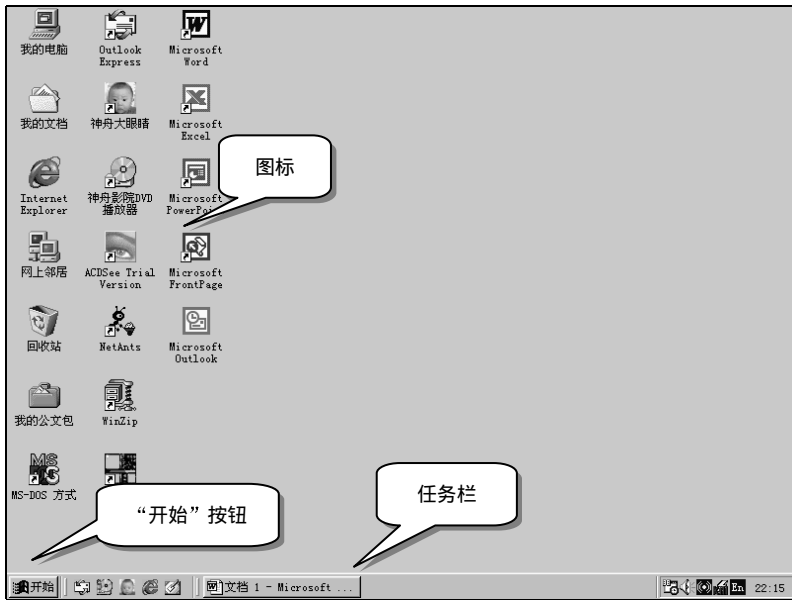 我的电脑
Outlook
Express
Microsoft
Word
我的文档
神舟大眼睛
Microsoft
Excel
图标
Internet
Explorer
神舟影院DVD
播放器
Microsoft
网上邻居
ACDSee Trial
Version
Microsoft
FrontPage
回收站
NetAnts
Microsoft
Outlook
我的公文包
WinZip
MS-DOS 方式
“开始”按钮
任务栏
开始
文档 1 - Microsoft ...
En
22:15